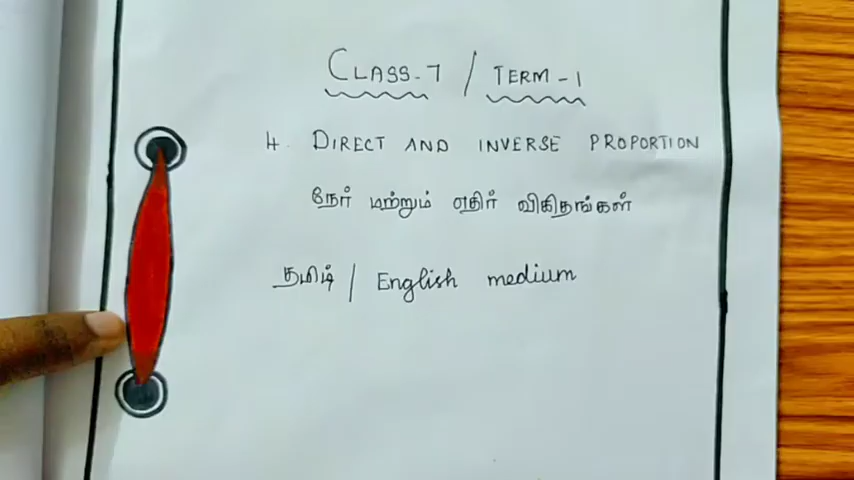 CLASS-7 / TERM-1
4. DIRECT AND INVERSE PROPORTION
நேர் மற்றும் எதிர் விகிதங்கள்
தமிழ் / English medium